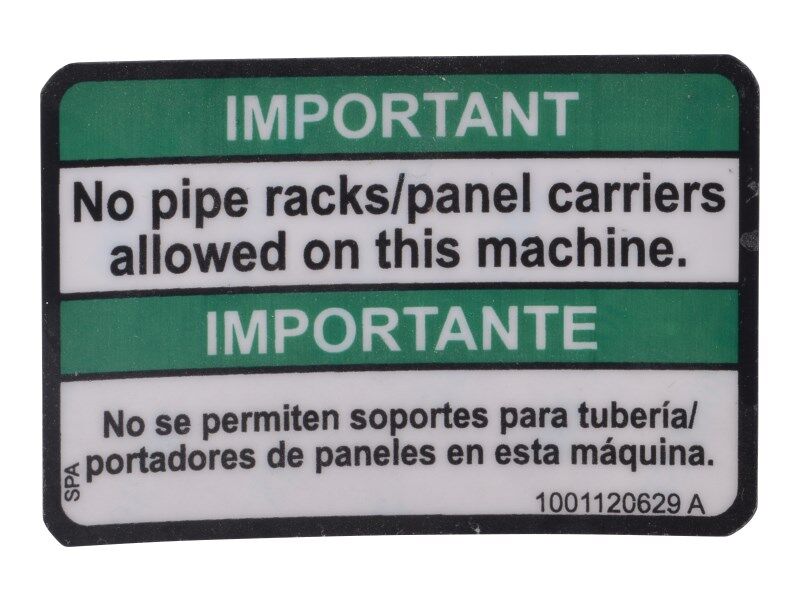 IMPORTANT
No pipe racks/panel carriers
allowed on this machine.
IMPORTANTE
No se permiten soportes para tubería/
portadores de paneles en esta máquina.
SPA
1001120629 A